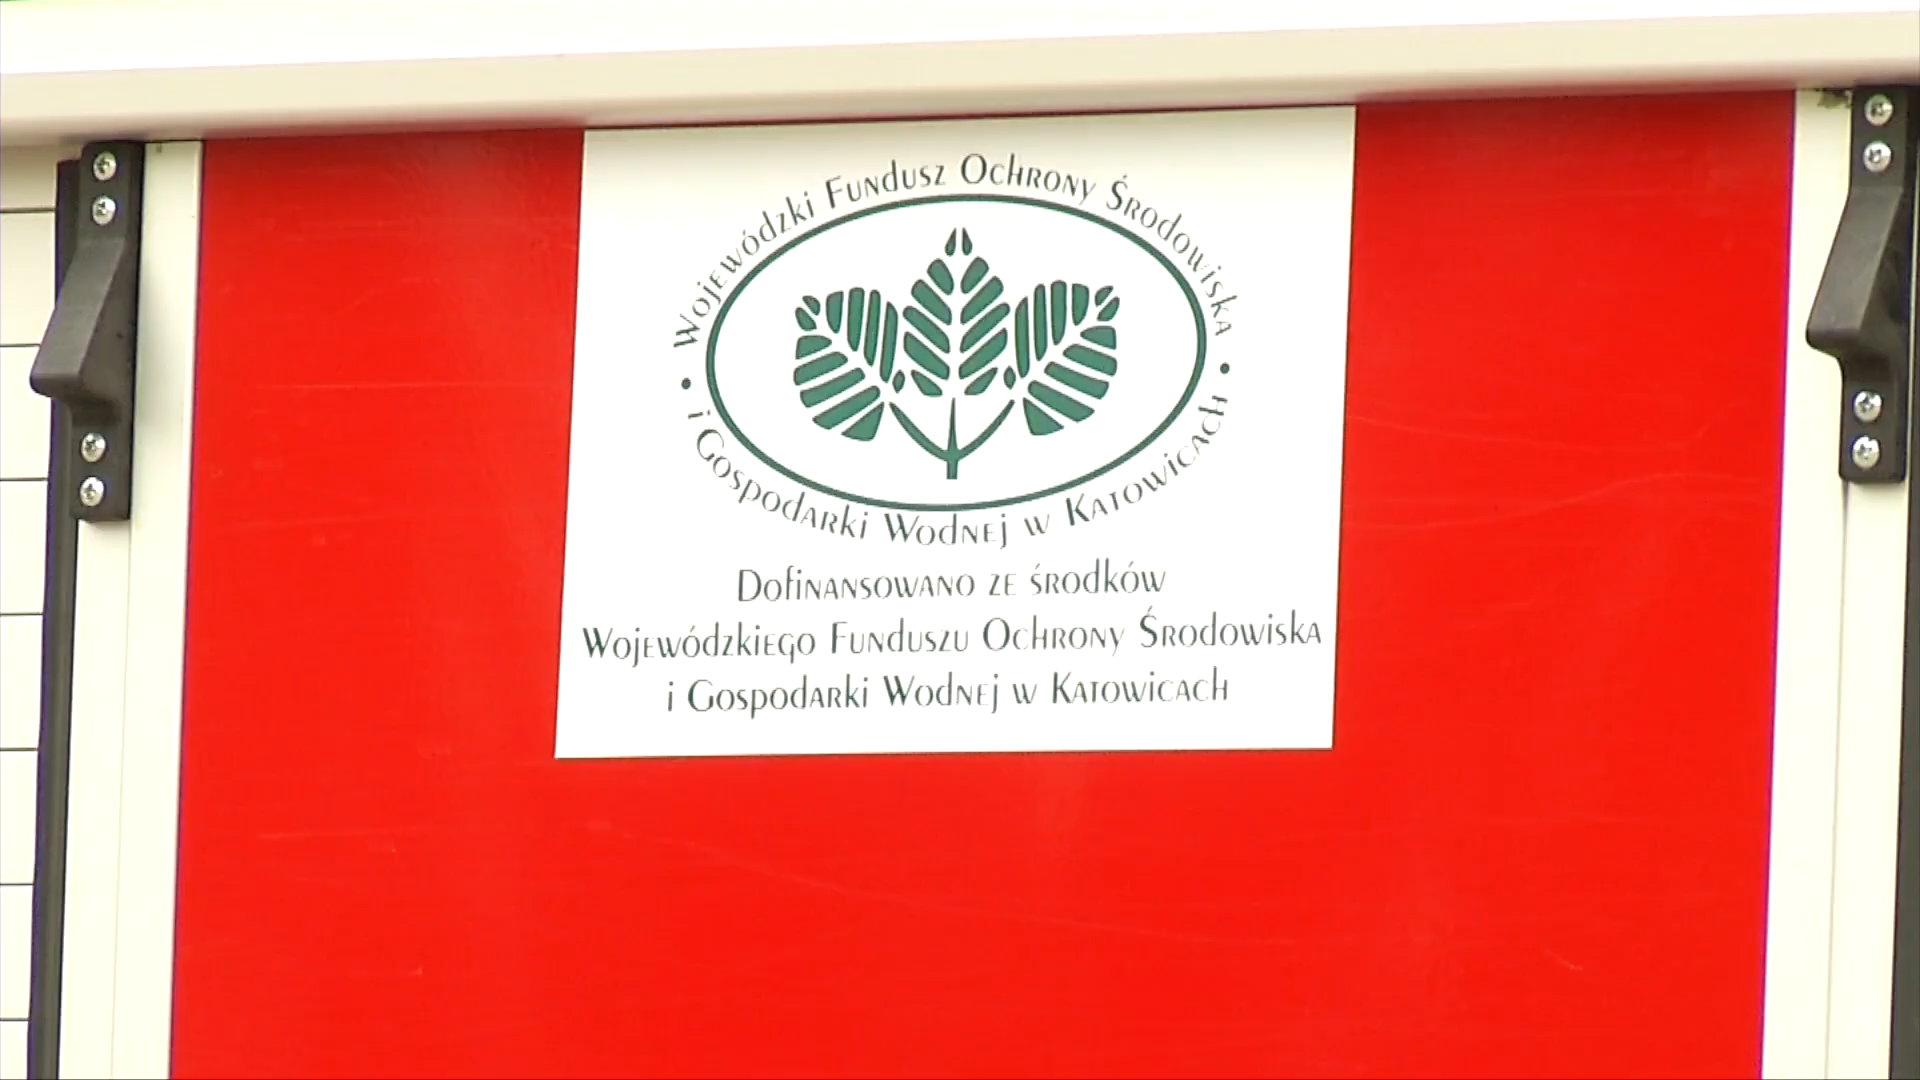 Wojewódzki Fundusz Ochrony Środowiska
• i Gospodarki Wodnej w Katowicach •
Dofinansowano ze środków
Wojewódzkiego Funduszu Ochrony Środowiska
i Gospodarki Wodnej w Katowicach